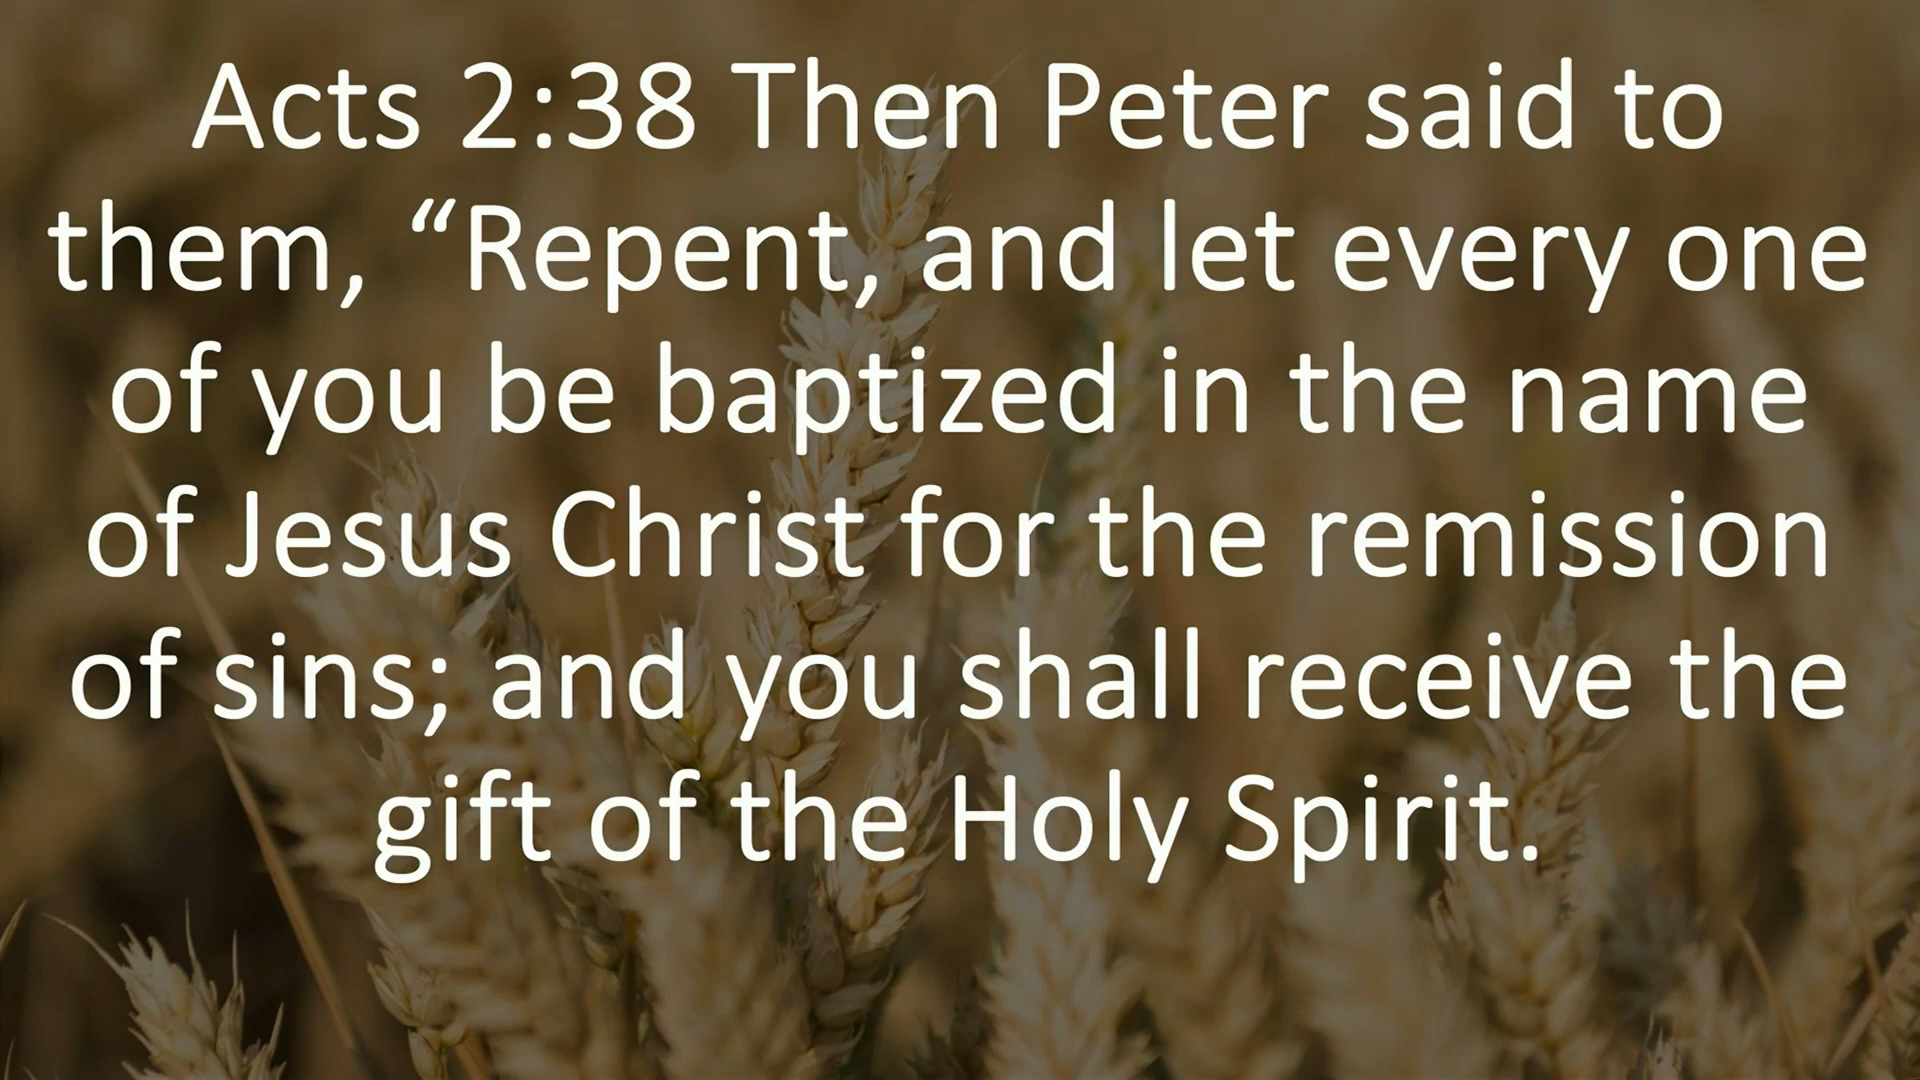 Acts 2:38 Then Peter said to
them, “Repent, and let every one
of you be baptized in the name
of Jesus Christ for the remission
of sins; and you shall receive the
gift of the Holy Spirit.